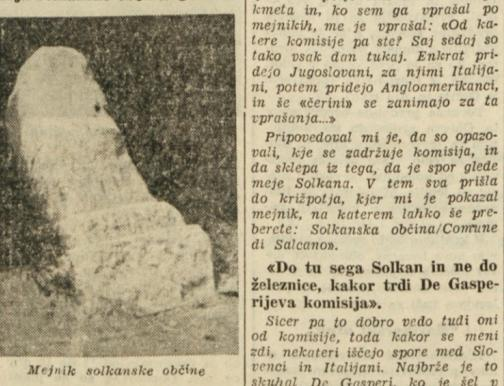 Mejnik solkanske občine
kmeta in, ko sem ga vprašal po
mejnikih, me je vprašal: «Od ka-
tere komisije pa ste? Saj sedaj so
tako vsak dan tukaj. Enkrat pri-
dejo Jugoslovani, za njimi Italija-
ni, potem pridejo Angloamerikanci,
in še «čerini» se zanimajo za ta
vprašanja...»
Pripovedoval mi je, da so opazo-
vali, kje se zadržuje komisija, in
da sklepa iz tega, da je spor glede
meje Solkana. V tem sva prišla
do križpotja, kjer mi je pokazal
mejnik, na katerem lahko še pre-
berete: Solkanska občina/Comune
di Salcano».
«Do tu sega Solkan in ne do
železnice, kakor trdi De Gaspe-
rijeva komisija».
Sicer pa to dobro vedo tudi oni
od komisije, toda kakor se meni
zdi, nekateri iščejo spore med Slo-
venci in Italijani. Najbrže je to
skuhal De Gasperi, ko je šel v